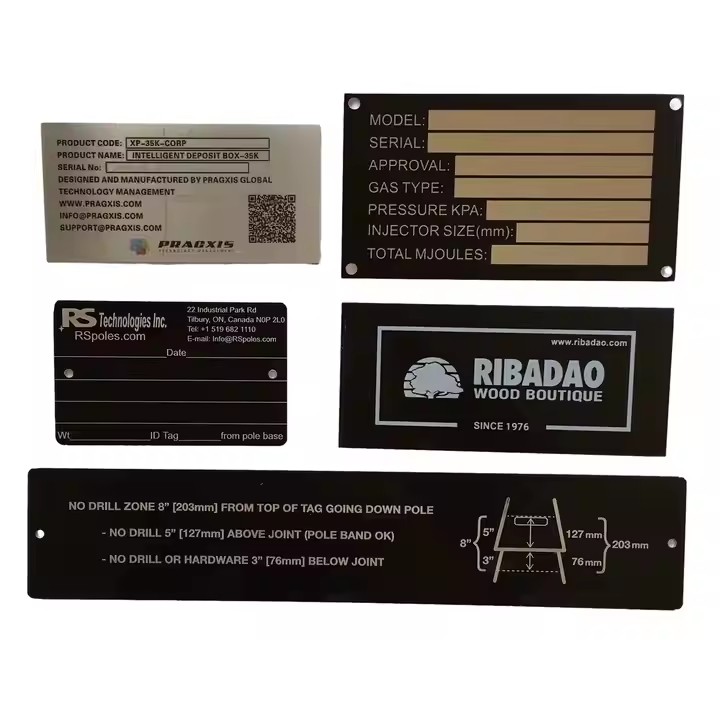 PRODUCT CODE: XP-35K-CORP
PRODUCT NAME: INTELLIGENT DEPOSIT BOX-35K
SERIAL No:
DESIGNED AND MANUFACTURED BY PRAGXIS GLOBAL
TECHNOLOGY MANAGEMENT
WWW.PRAGXIS.COM
INFO@PRAGXIS.COM
SUPPORT@PRAGXIS.COM
PRAGXIS
TECHNOLOGY MANAGEMENT
MODEL:
SERIAL:
APPROVAL:
GAS TYPE:
PRESSURE KPA:
INJECTOR SIZE(mm):
TOTAL MJOULES:
RS Technologies Inc.
RSpoles.com
22 Industrial Park Rd
Tilbury, ON, Canada N0P 2L0
Tel: +1 519 682 1110
E-mail: Info@RSpoles.com
Date
ID Tag from pole base
www.ribadao.com
RIBADAO
WOOD BOUTIQUE
SINCE 1976
NO DRILL ZONE 8" [203mm] FROM TOP OF TAG GOING DOWN POLE
- NO DRILL 5" [127mm] ABOVE JOINT (POLE BAND OK)
- NO DRILL OR HARDWARE 3" [76mm] BELOW JOINT
8" 5" 127 mm 203 mm
3" 76 mm